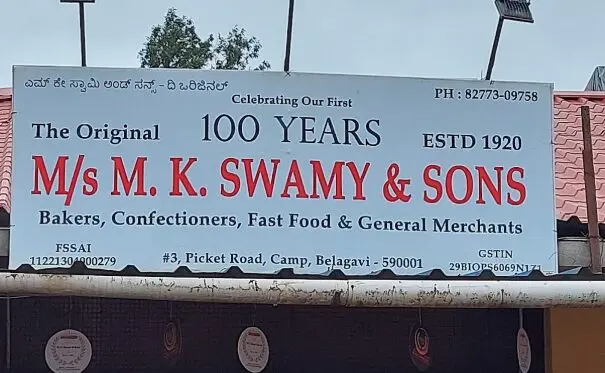 ಎಮ್ ಕೇ ಸ್ವಾಮಿ ಅಂಡ್ ಸನ್ಸ್ - ದಿ ಒರಿಜಿನಲ್
PH : 82773-09758
Celebrating Our First
The Original 100 YEARS ESTD 1920
M/s M. K. SWAMY & SONS
Bakers, Confectioners, Fast Food & General Merchants
FSSAI
#3, Picket Road, Camp, Belagavi - 590001
GSTIN